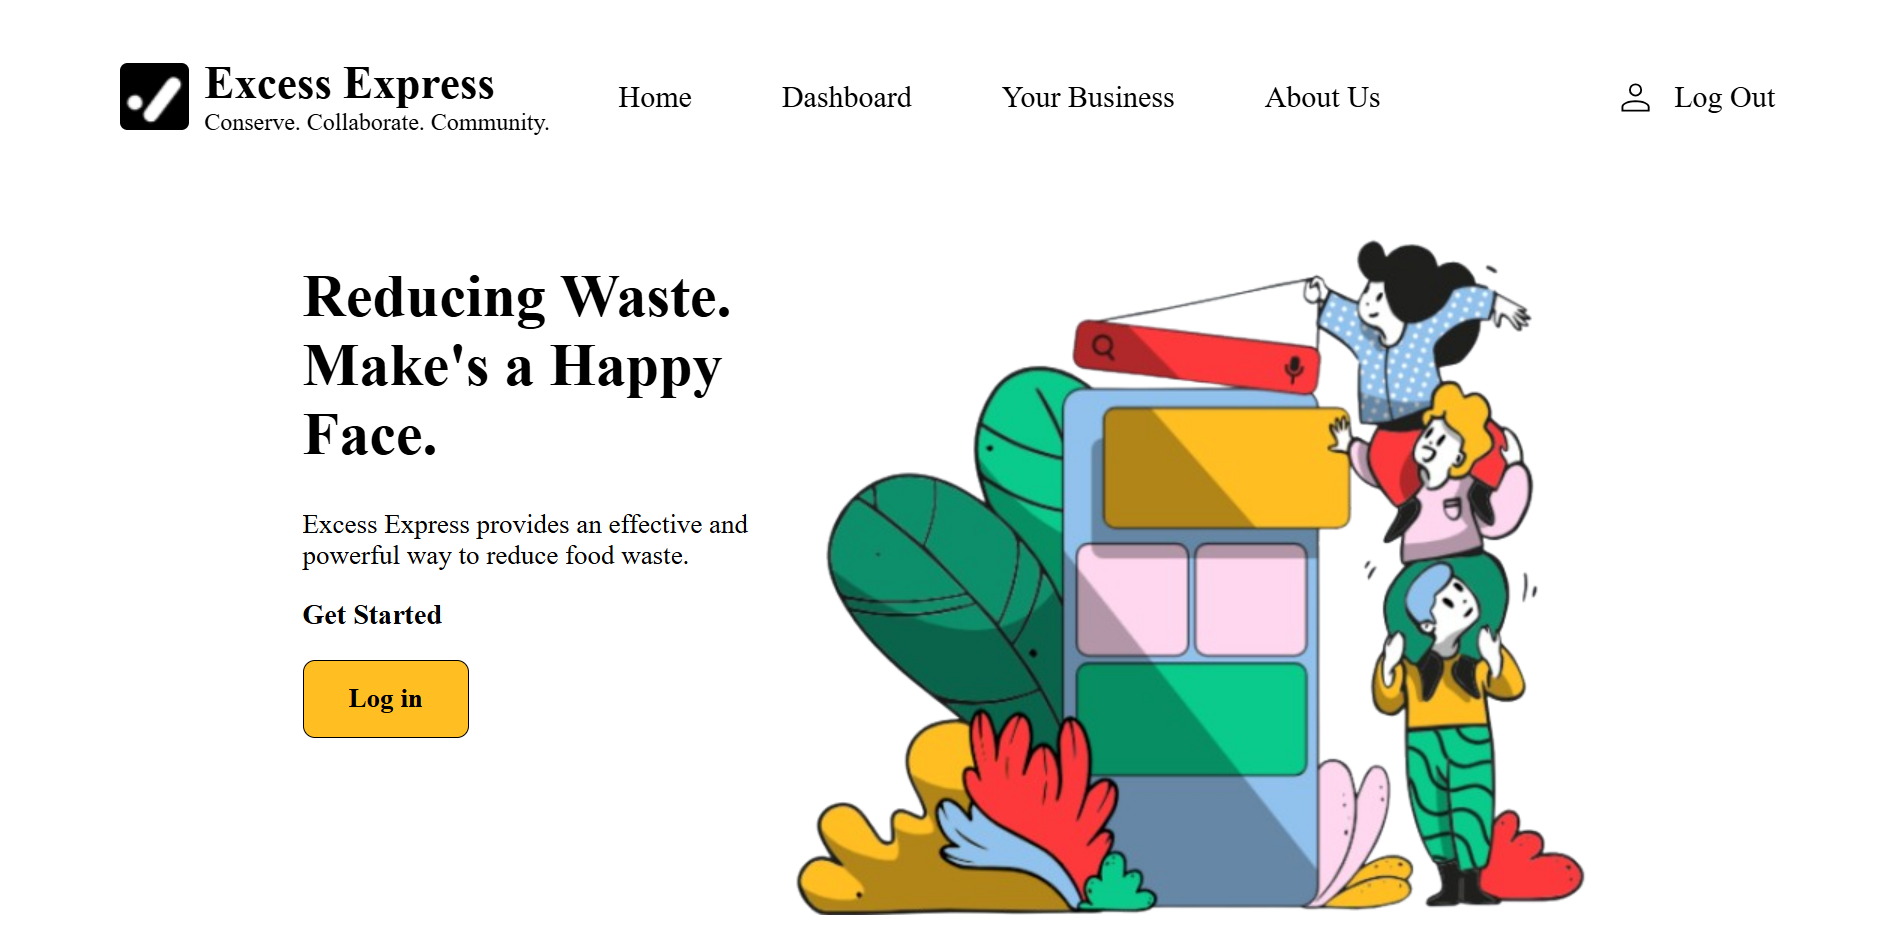 Excess Express
Conserve. Collaborate. Community.
Home
Dashboard
Your Business
About Us
Log Out
Reducing Waste.
Make's a Happy
Face.
Excess Express provides an effective and
powerful way to reduce food waste.
Get Started
Log in